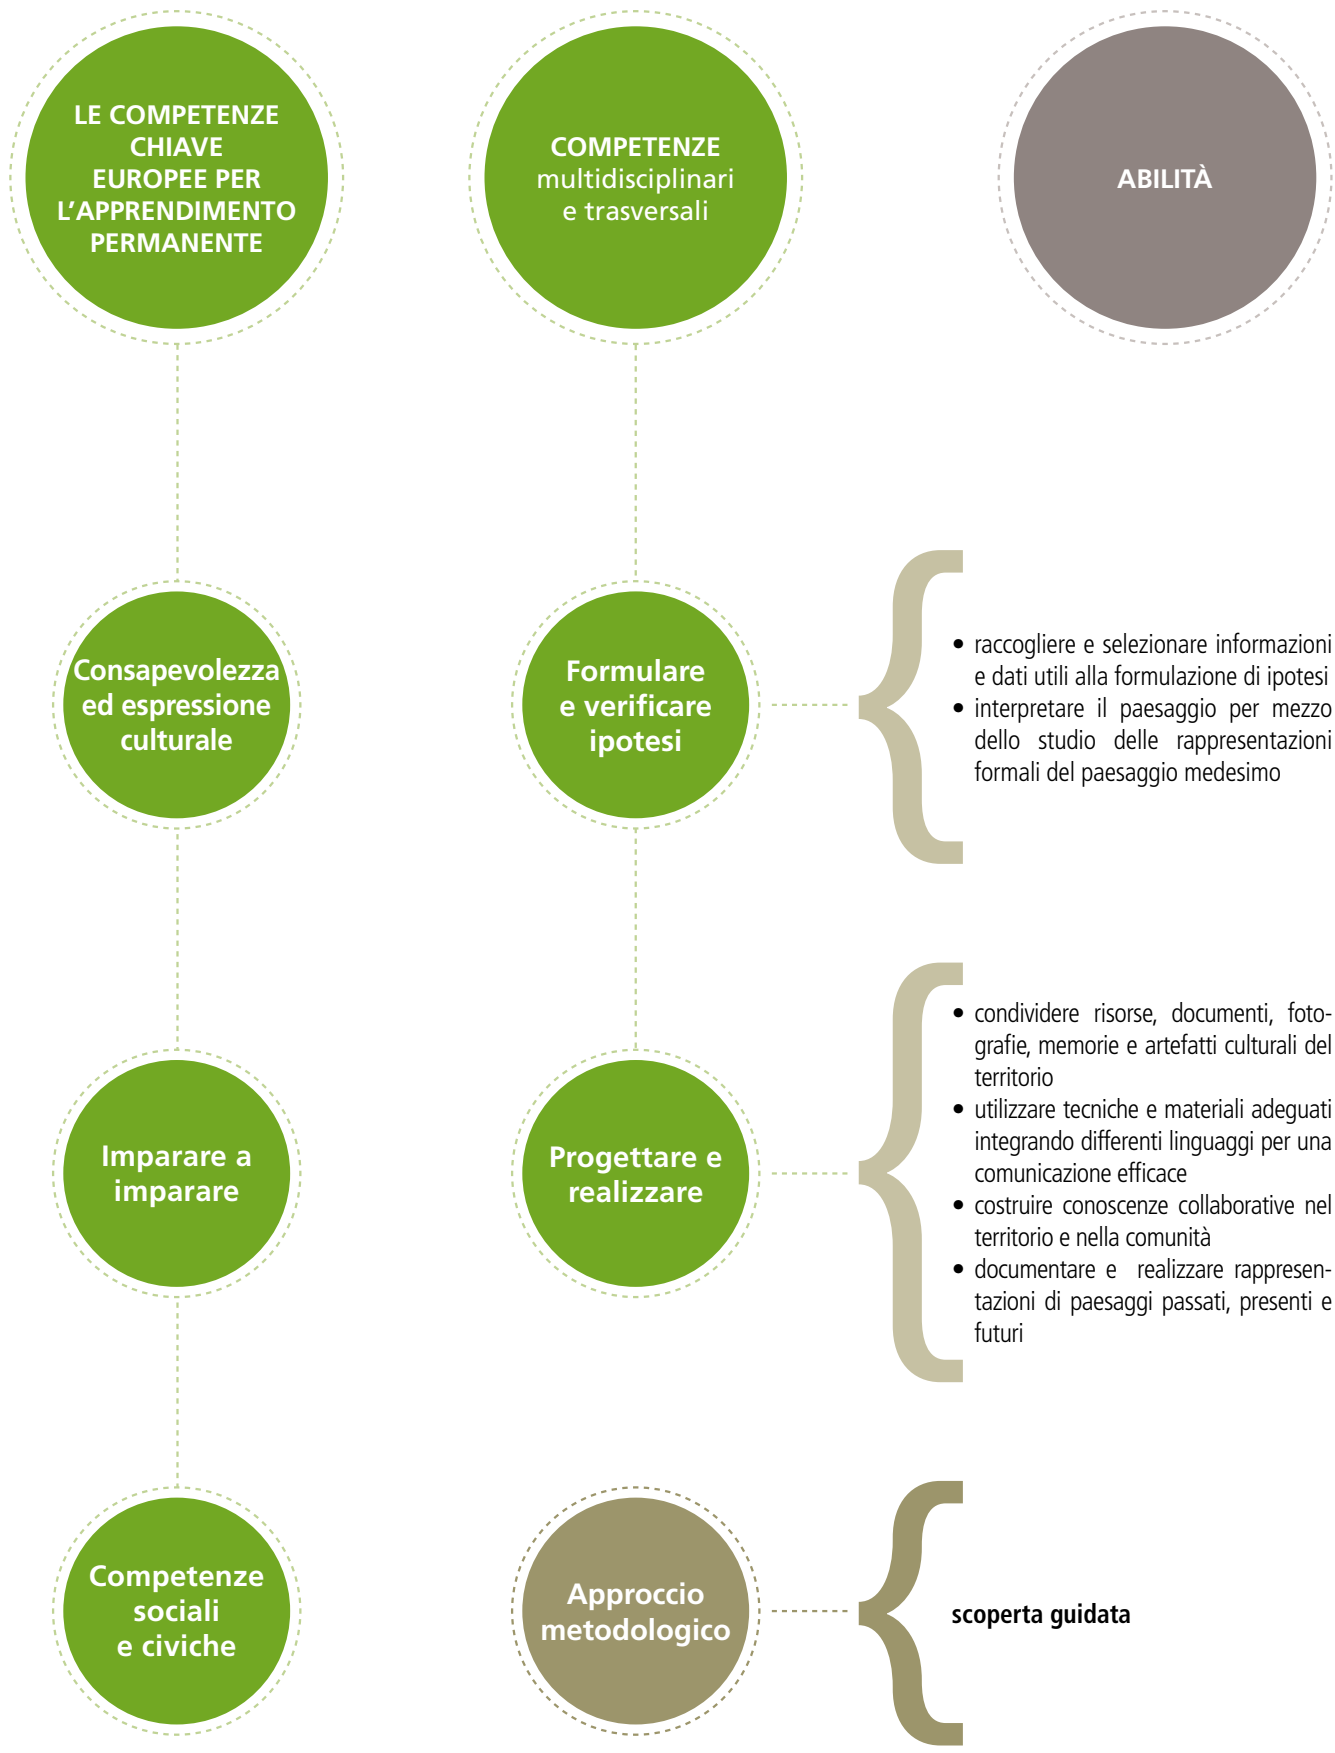 LE COMPETENZE
CHIAVE
EUROPEE PER
L’APPRENDIMENTO
PERMANENTE
COMPETENZE
multidisciplinari
e trasversali
ABILITÀ
Consapevolezza
ed espressione
culturale
Formulare
e verificare
ipotesi
• raccogliere e selezionare informazioni
e dati utili alla formulazione di ipotesi
• interpretare il paesaggio per mezzo
dello studio delle rappresentazioni
formali del paesaggio medesimo
Imparare a
imparare
Progettare e
realizzare
• condividere risorse, documenti, foto-
grafie, memorie e artefatti culturali del
territorio
• utilizzare tecniche e materiali adeguati
integrando differenti linguaggi per una
comunicazione efficace
• costruire conoscenze collaborative nel
territorio e nella comunità
• documentare e realizzare rappresen-
tazioni di paesaggi passati, presenti e
futuri
Competenze
sociali
e civiche
Approccio
metodologico
scoperta guidata